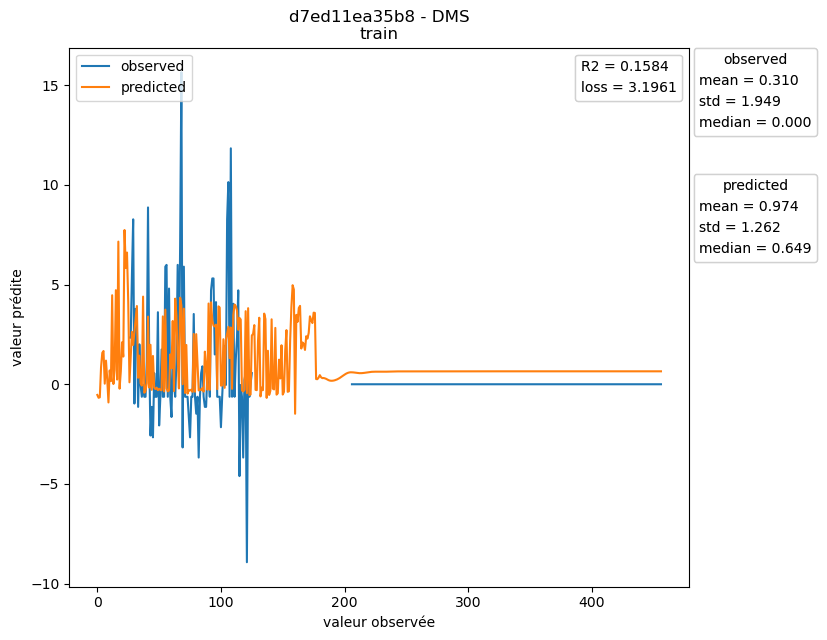 d7ed11ea35b8 - DMS
train
observed
predicted
R2 = 0.1584
loss = 3.1961
observed
mean = 0.310
std = 1.949
median = 0.000
predicted
mean = 0.974
std = 1.262
median = 0.649
valeur prédite
15
10
5
0
−5
−10
0
100
200
300
400
valeur observée